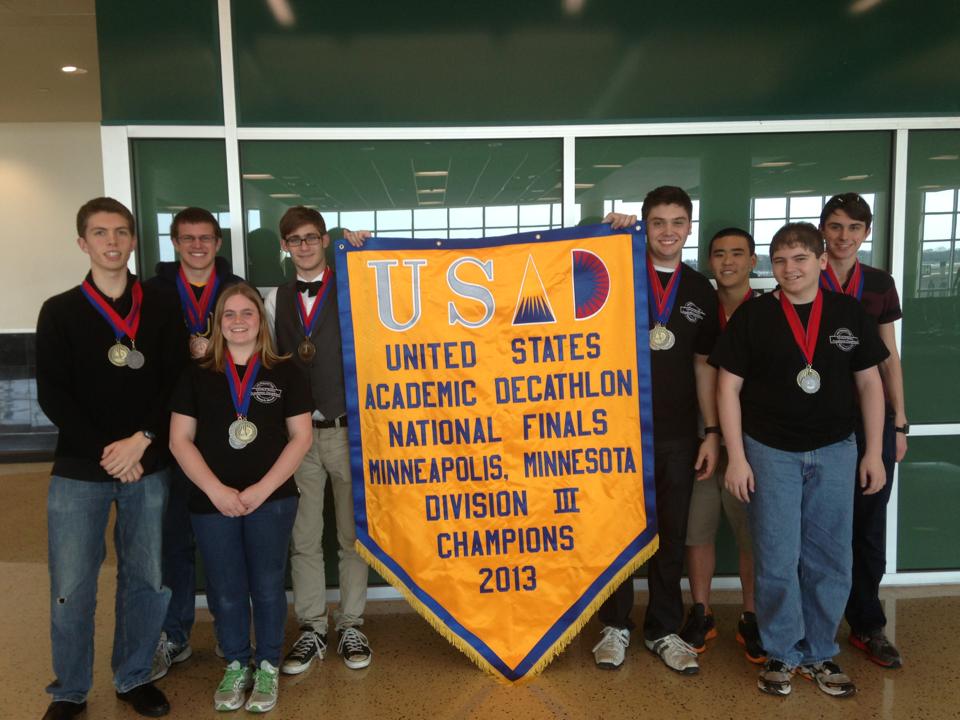 USAD
UNITED STATES
ACADEMIC DECATHLON
NATIONAL FINALS
MINNEAPOLIS, MINNESOTA
DIVISION III
CHAMPIONS
2013